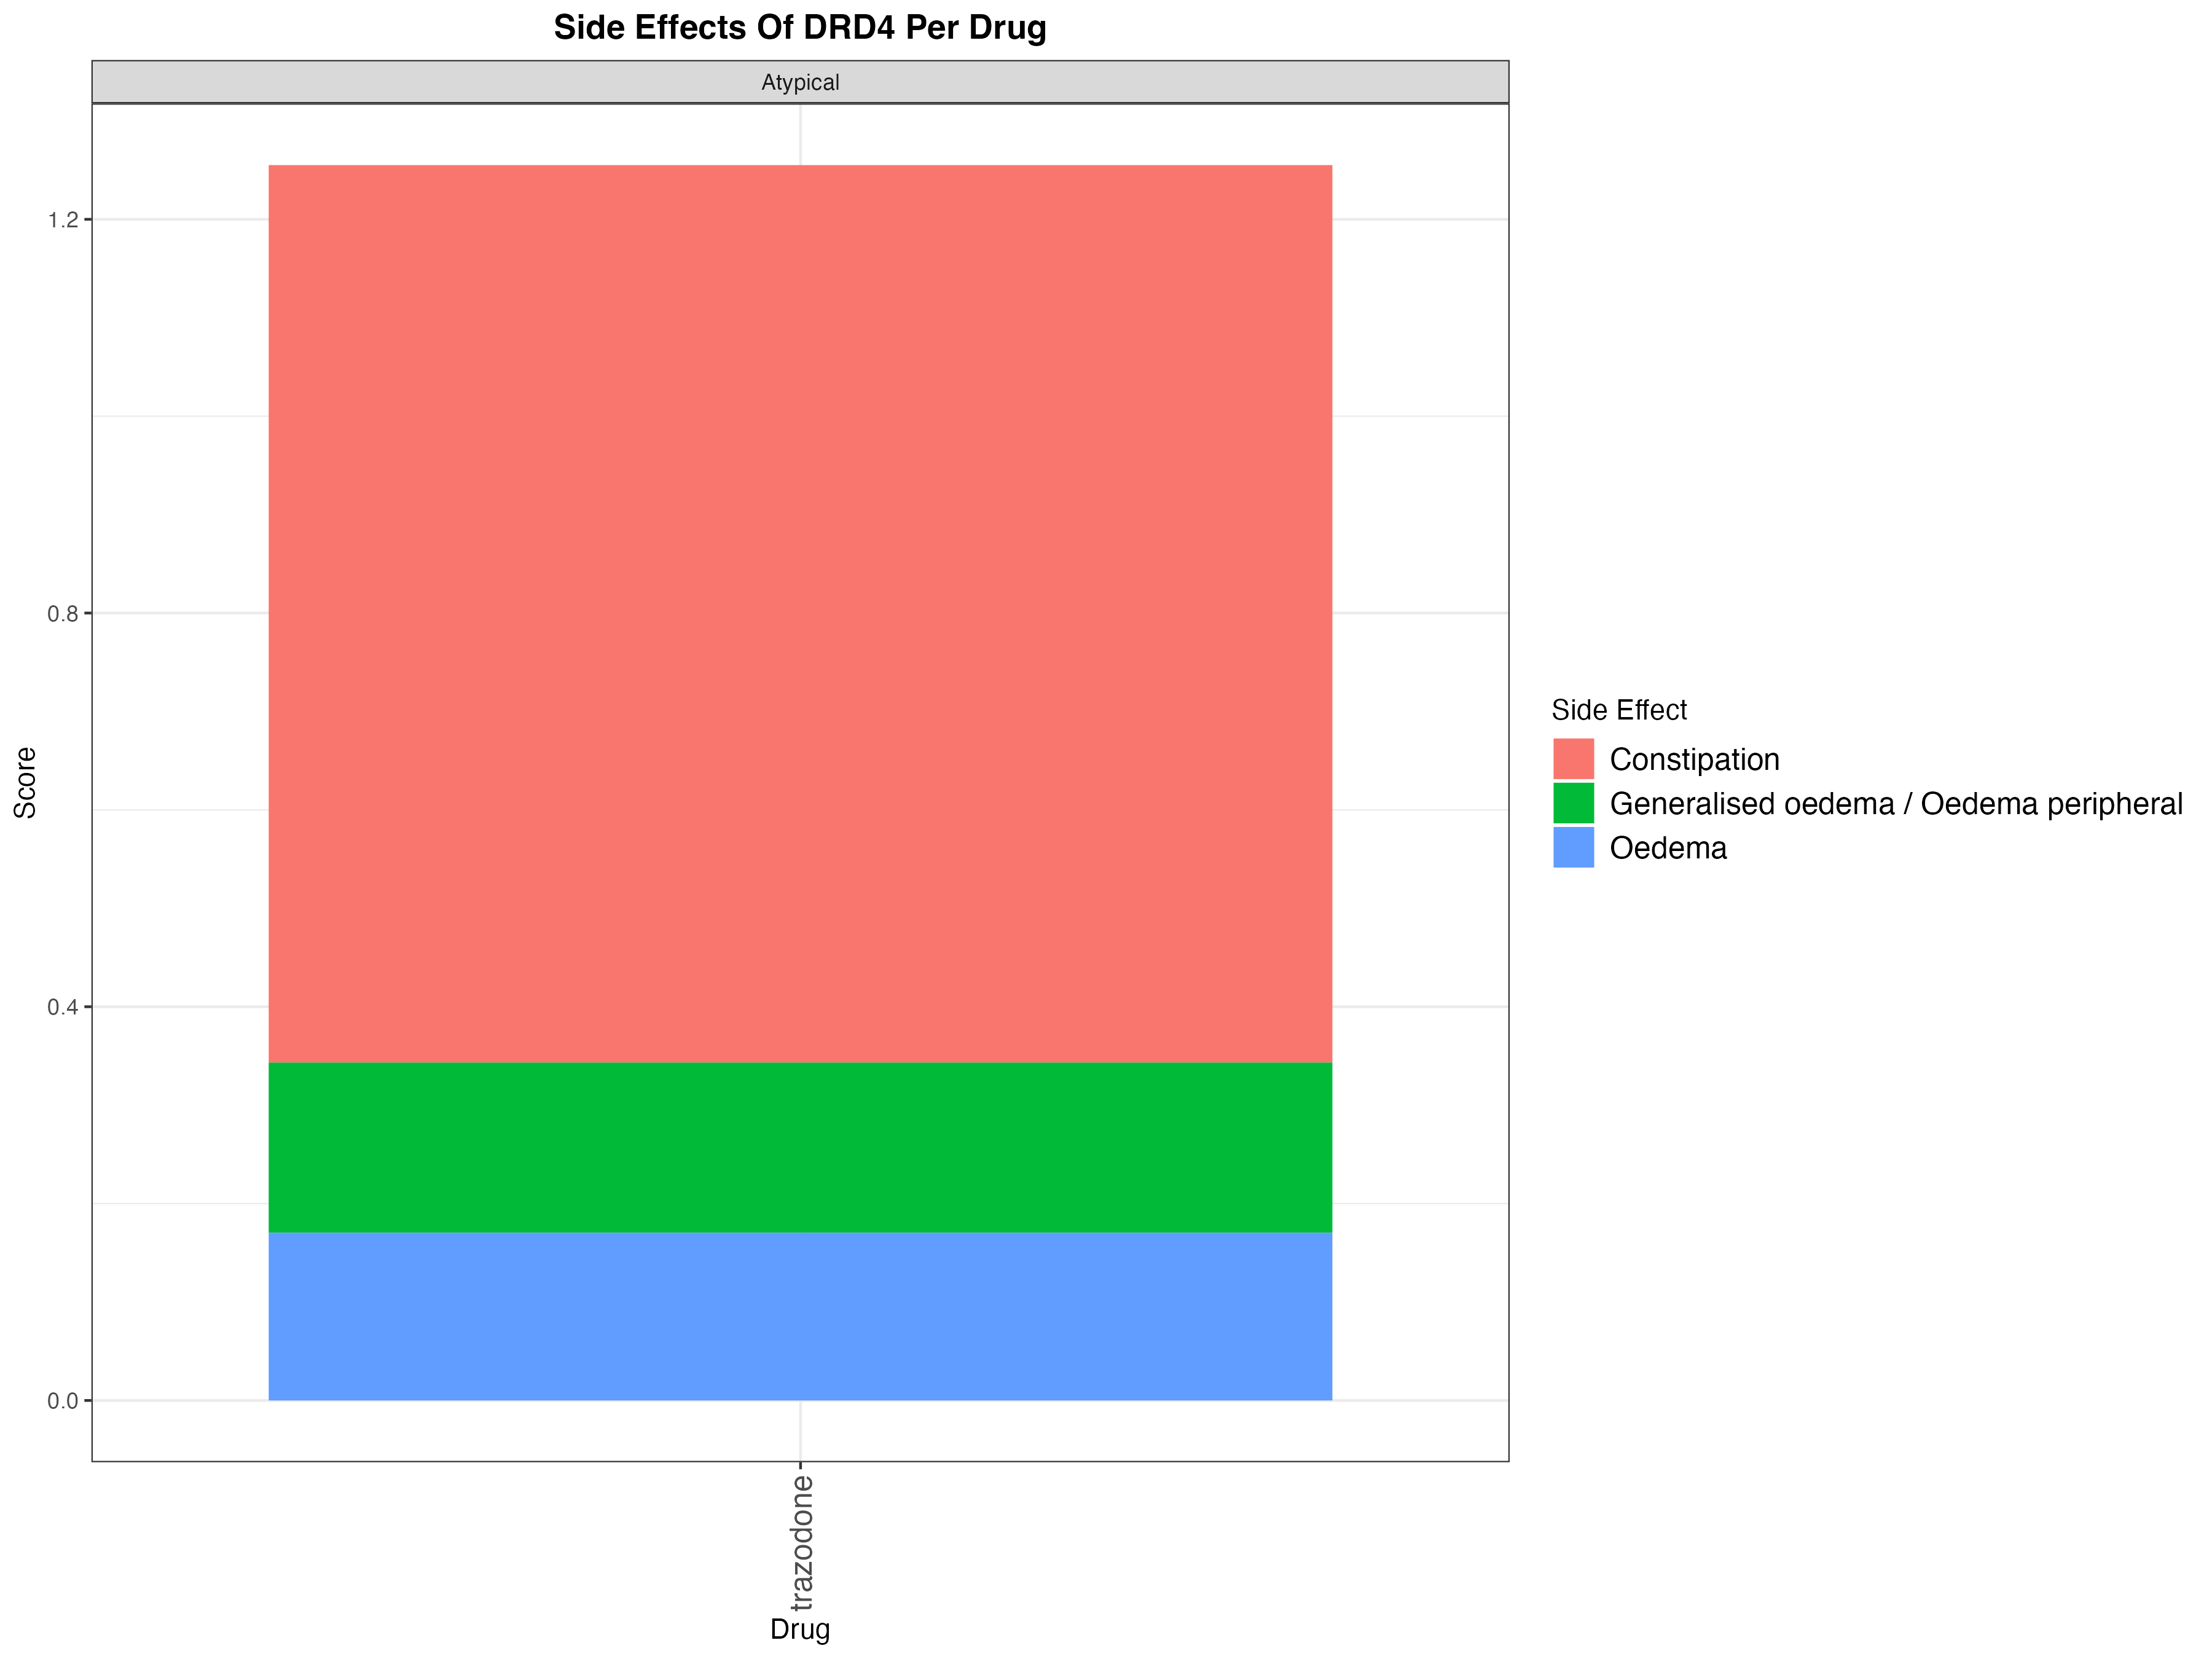 Side Effects Of DRD4 Per Drug
Atypical
1.2
0.8
0.4
0.0
Score
trazodone
Drug
Side Effect
Constipation
Generalised oedema / Oedema peripheral
Oedema